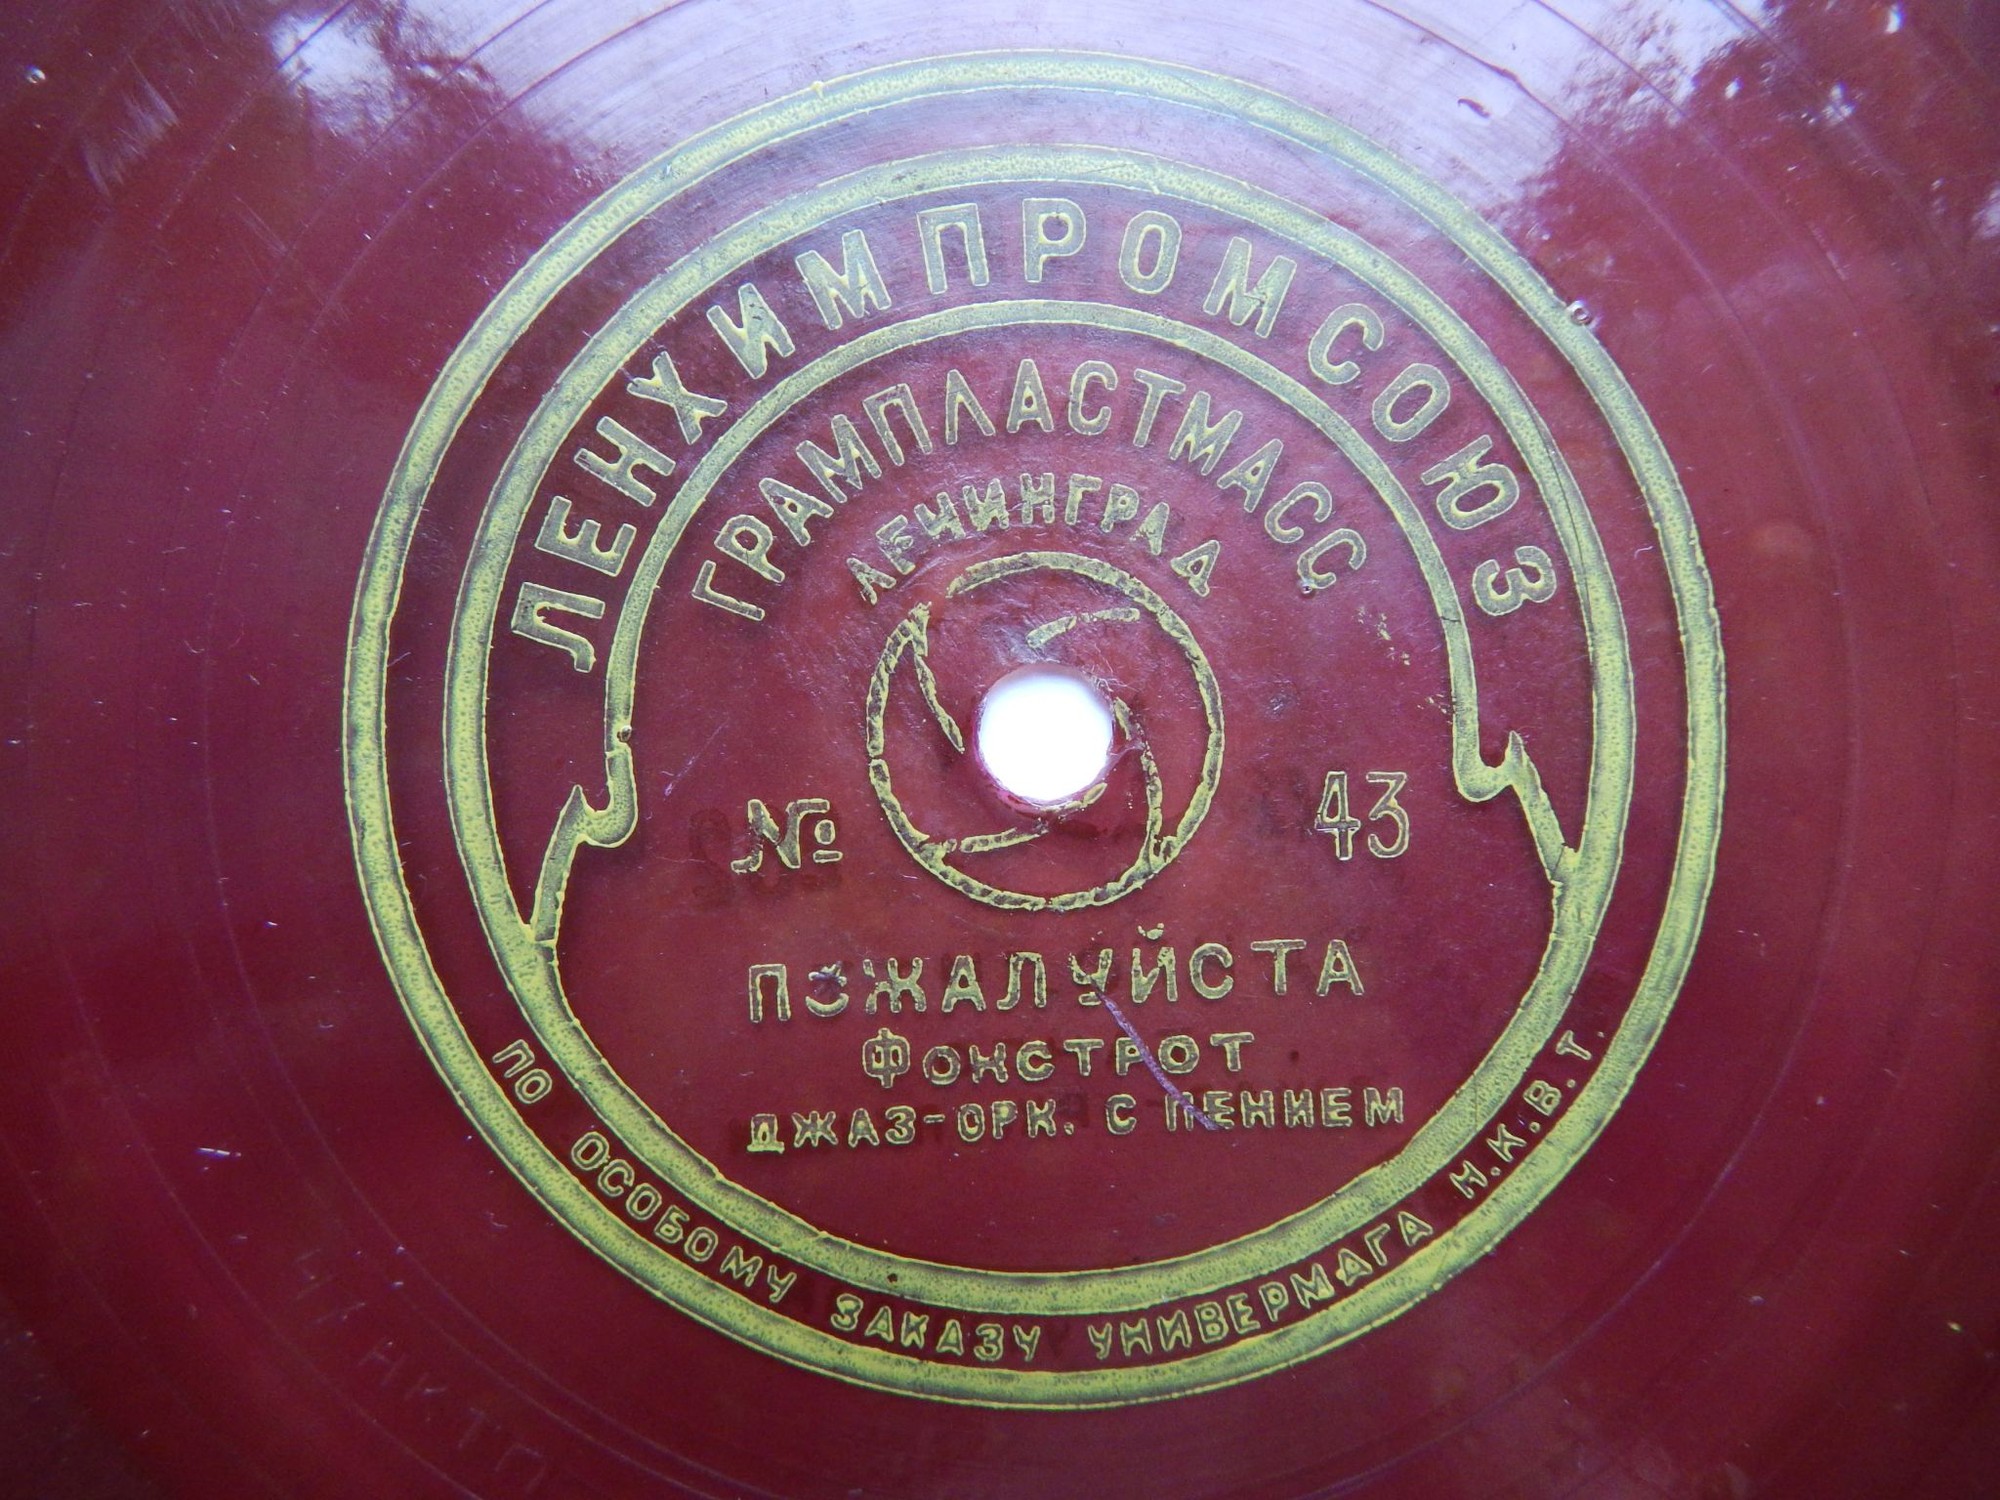 ЛЕНХИМПРОМСОЮЗ
ГРАМПЛАСТМАСС
ЛЕНИНГРАД
№ 43
ПОЖАЛУЙСТА
ФОКСТРОТ
ДЖАЗ-ОРК. С ПЕНИЕМ
ПО ОСОБОМУ ЗАКАЗУ УНИВЕРМАГА Н.К.В.Т.